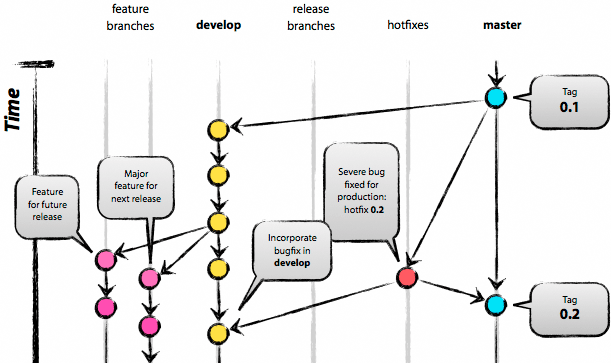 feature
branches
develop
release
branches
hotfixes
master
Time
Tag
0.1
Major
feature for
next release
Severe bug
fixed for
production:
hotfix 0.2
Feature
for future
release
Incorporate
bugfix in
develop
Tag
0.2